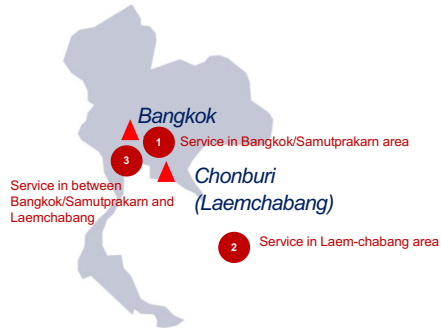 Bangkok
1
Service in Bangkok/Samutprakarn area
3
Service in between
Bangkok/Samutprakarn and
Laemchabang
Chonburi
(Laemchabang)
2
Service in Laem-chabang area